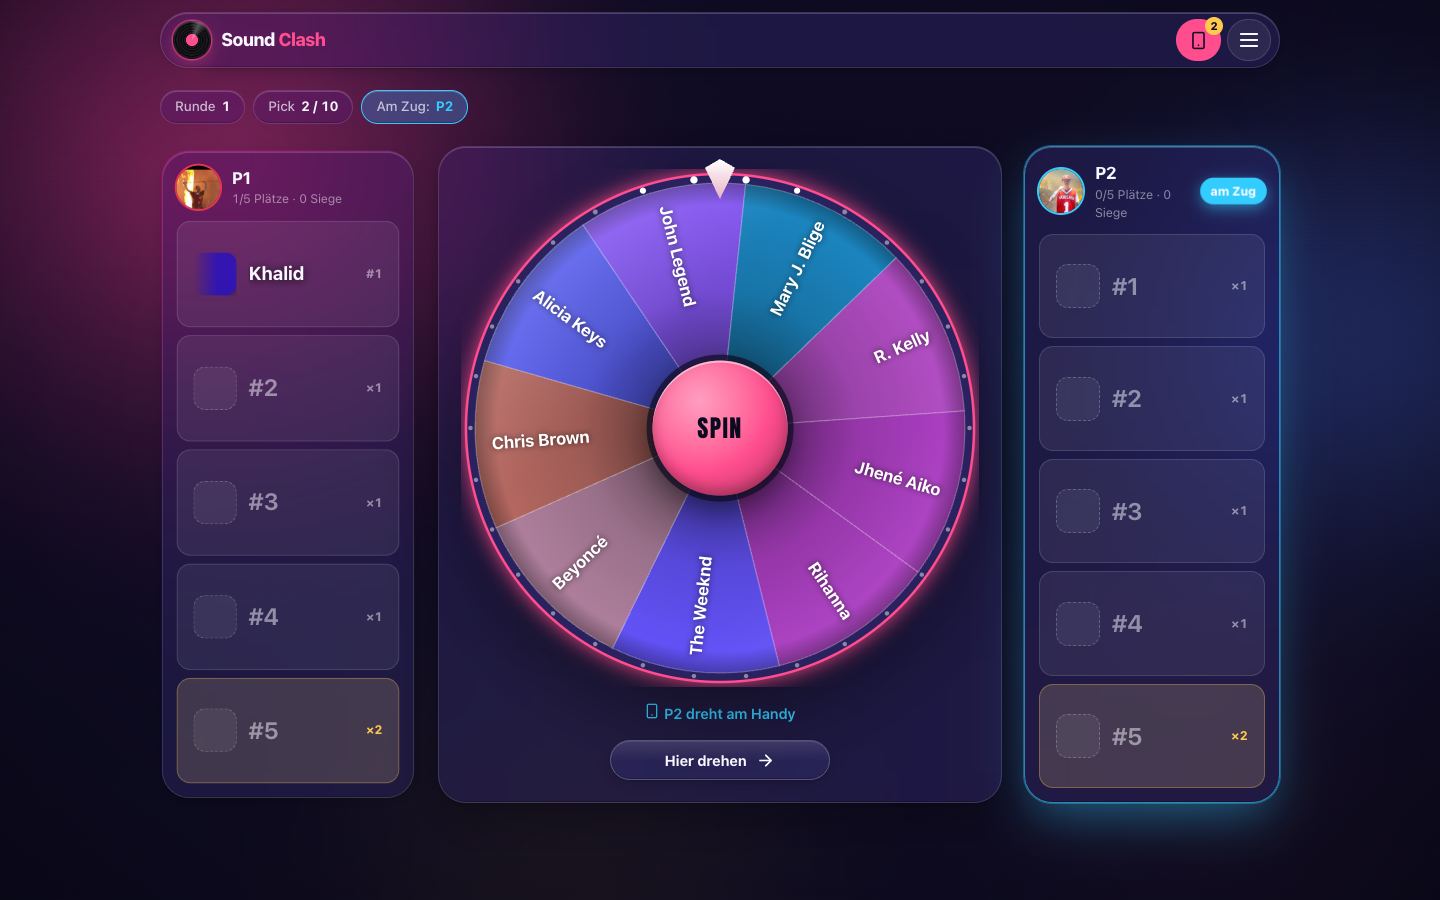 Sound Clash
2
Runde 1
Pick 2 / 10
Am Zug: P2
P1
1/5 Plätze · 0 Siege
Khalid #1
#2 ×1
#3 ×1
#4 ×1
#5 ×2
John Legend
Mary J. Blige
R. Kelly
Jhené Aiko
Rihanna
The Weeknd
Beyoncé
Chris Brown
Alicia Keys
SPIN
P2 dreht am Handy
Hier drehen
P2
0/5 Plätze · 0
Siege
am Zug
#1 ×1
#2 ×1
#3 ×1
#4 ×1
#5 ×2